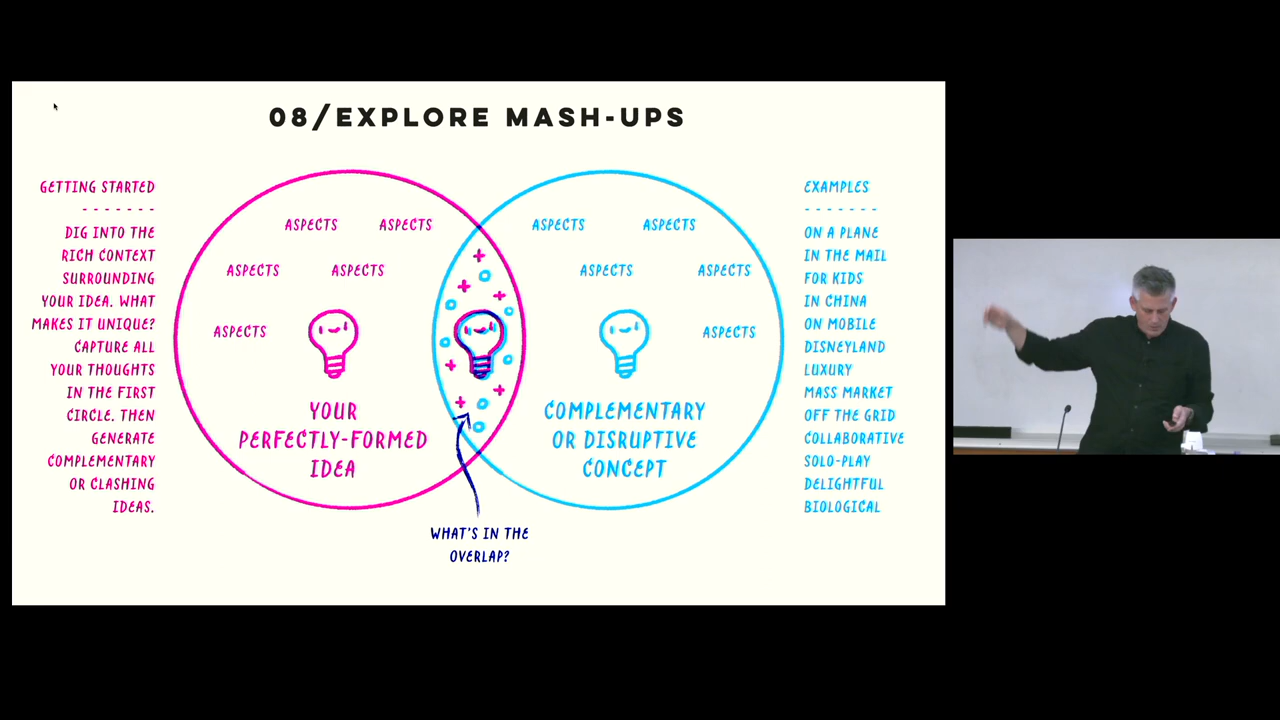 08/EXPLORE MASH-UPS
GETTING STARTED
- - - - - - -
DIG INTO THE
RICH CONTEXT
SURROUNDING
YOUR IDEA. WHAT
MAKES IT UNIQUE?
CAPTURE ALL
YOUR THOUGHTS
IN THE FIRST
CIRCLE. THEN
GENERATE
COMPLEMENTARY
OR CLASHING
IDEAS.
ASPECTS ASPECTS
ASPECTS ASPECTS
ASPECTS
YOUR
PERFECTLY-FORMED
IDEA
WHAT'S IN THE
OVERLAP?
ASPECTS ASPECTS
ASPECTS ASPECTS
ASPECTS
COMPLEMENTARY
OR DISRUPTIVE
CONCEPT
EXAMPLES
- - - - - - -
ON A PLANE
IN THE MAIL
FOR KIDS
IN CHINA
ON MOBILE
DISNEYLAND
LUXURY
MASS MARKET
OFF THE GRID
COLLABORATIVE
SOLO-PLAY
DELIGHTFUL
BIOLOGICAL